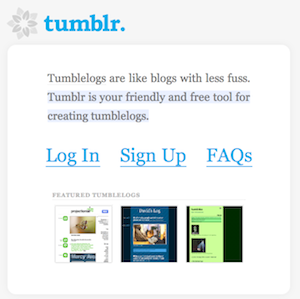 tumblr.
Tumblelogs are like blogs with less fuss.
Tumblr is your friendly and free tool for
creating tumblelogs.
Log In Sign Up FAQs
FEATURED TUMBLELOGS
projectionist
David's Log